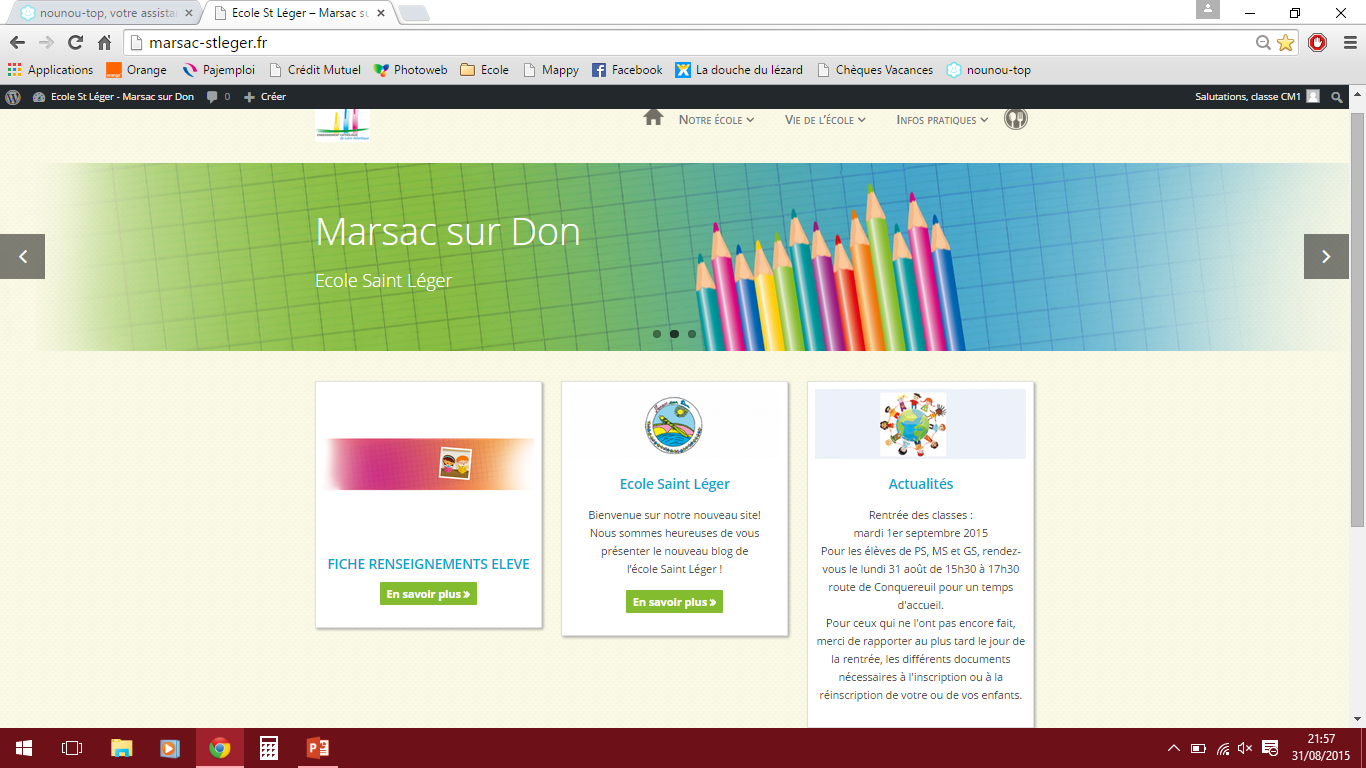 nounou-top, votre assista
Ecole St Léger – Marsac su
marsac-stleger.fr
Applications Orange Pajemploi Crédit Mutuel Photoweb Ecole Mappy Facebook La douche du lézard Chèques Vacances nounou-top
Ecole St Léger - Marsac sur Don 0 Créer Salutations, classe CM1
Notre école Vie de l'école Infos pratiques
Marsac sur Don
Ecole Saint Léger
FICHE RENSEIGNEMENTS ELEVE
En savoir plus »
Ecole Saint Léger
Bienvenue sur notre nouveau site!
Nous sommes heureuses de vous
présenter le nouveau blog de
l'école Saint Léger !
En savoir plus »
Actualités
Rentrée des classes :
mardi 1er septembre 2015
Pour les élèves de PS, MS et GS, rendez-
vous le lundi 31 août de 15h30 à 17h30
route de Conquereuil pour un temps
d'accueil.
Pour ceux qui ne l'ont pas encore fait,
merci de rapporter au plus tard le jour de
la rentrée, les différents documents
nécessaires à l'inscription ou à la
réinscription de votre ou de vos enfants.
21:57
31/08/2015